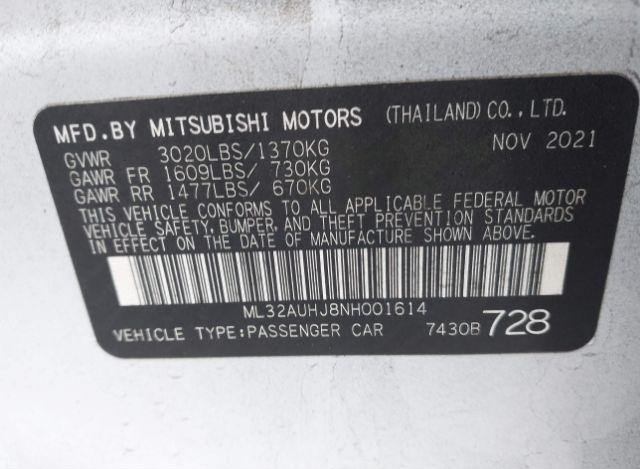 MFD.BY MITSUBISHI MOTORS (THAILAND)CO.,LTD.
GVWR 3020LBS/1370KG NOV 2021
GAWR FR 1609LBS/ 730KG
GAWR RR 1477LBS/ 670KG
THIS VEHICLE CONFORMS TO ALL APPLICABLE FEDERAL MOTOR
VEHICLE SAFETY, BUMPER, AND THEFT PREVENTION STANDARDS
IN EFFECT ON THE DATE OF MANUFACTURE SHOWN ABOVE.
ML32AUHJ8NH001614
VEHICLE TYPE:PASSENGER CAR 7430B 728